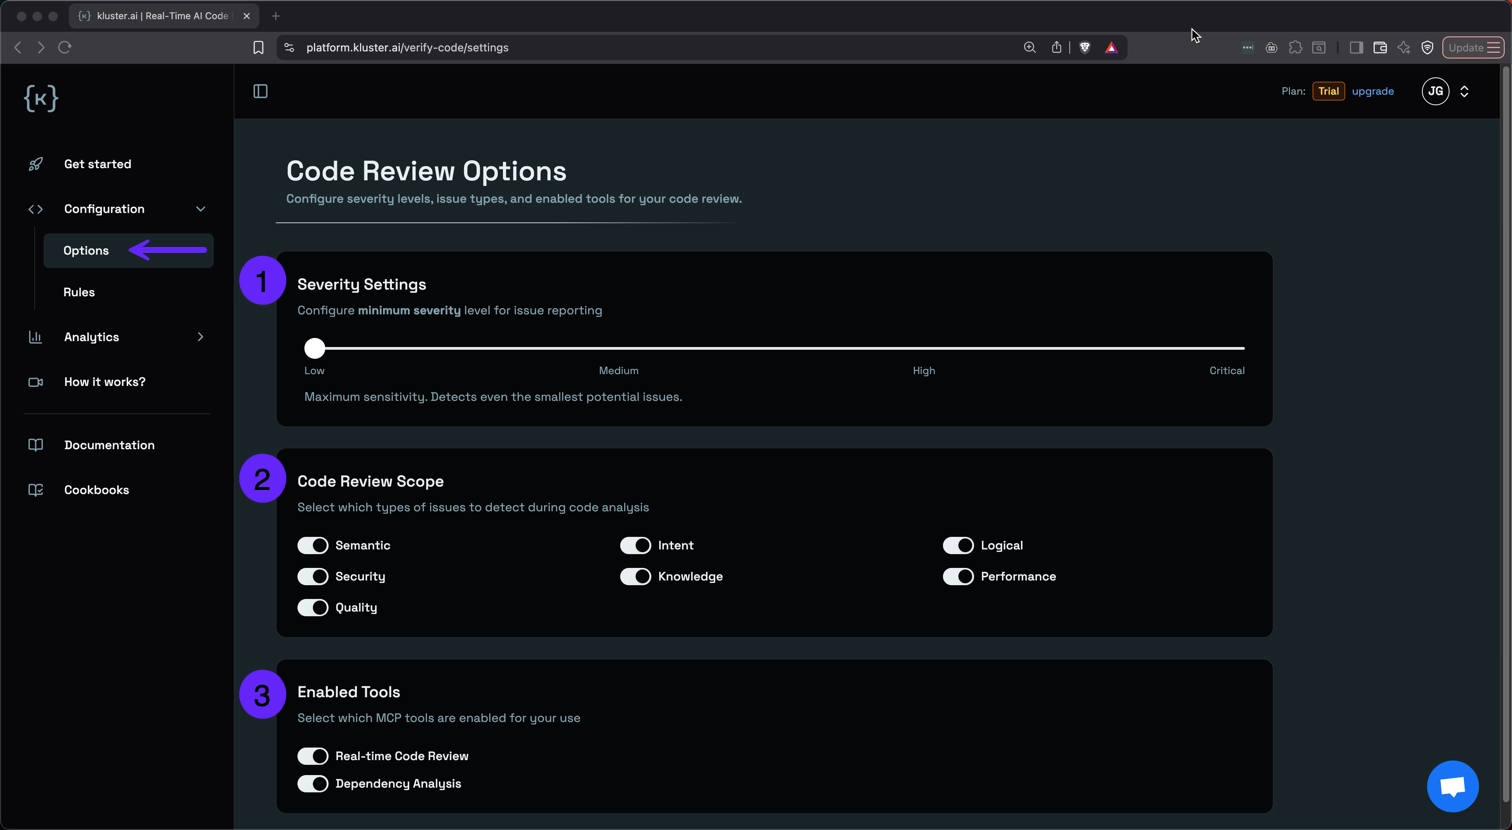 kluster.ai | Real-Time AI Code
platform.kluster.ai/verify-code/settings
Update
{K}
Plan: Trial upgrade
JG
Get started
Configuration
Options
Rules
Analytics
How it works?
Documentation
Cookbooks
Code Review Options
Configure severity levels, issue types, and enabled tools for your code review.
1
Severity Settings
Configure minimum severity level for issue reporting
Low Medium High Critical
Maximum sensitivity. Detects even the smallest potential issues.
2
Code Review Scope
Select which types of issues to detect during code analysis
Semantic Intent Logical
Security Knowledge Performance
Quality
3
Enabled Tools
Select which MCP tools are enabled for your use
Real-time Code Review
Dependency Analysis